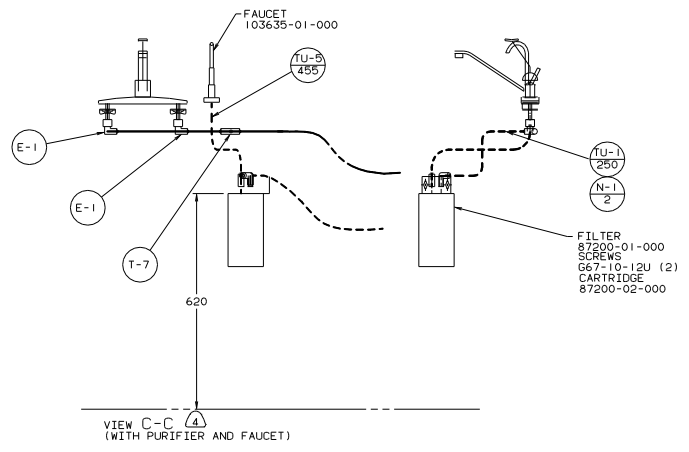 FAUCET
103635-01-000
TU-5
455
E-1
TU-1
250
N-1
2
E-1
T-7
FILTER
87200-01-000
SCREWS
G67-10-12U (2)
CARTRIDGE
87200-02-000
620
VIEW C-C 4
(WITH PURIFIER AND FAUCET)